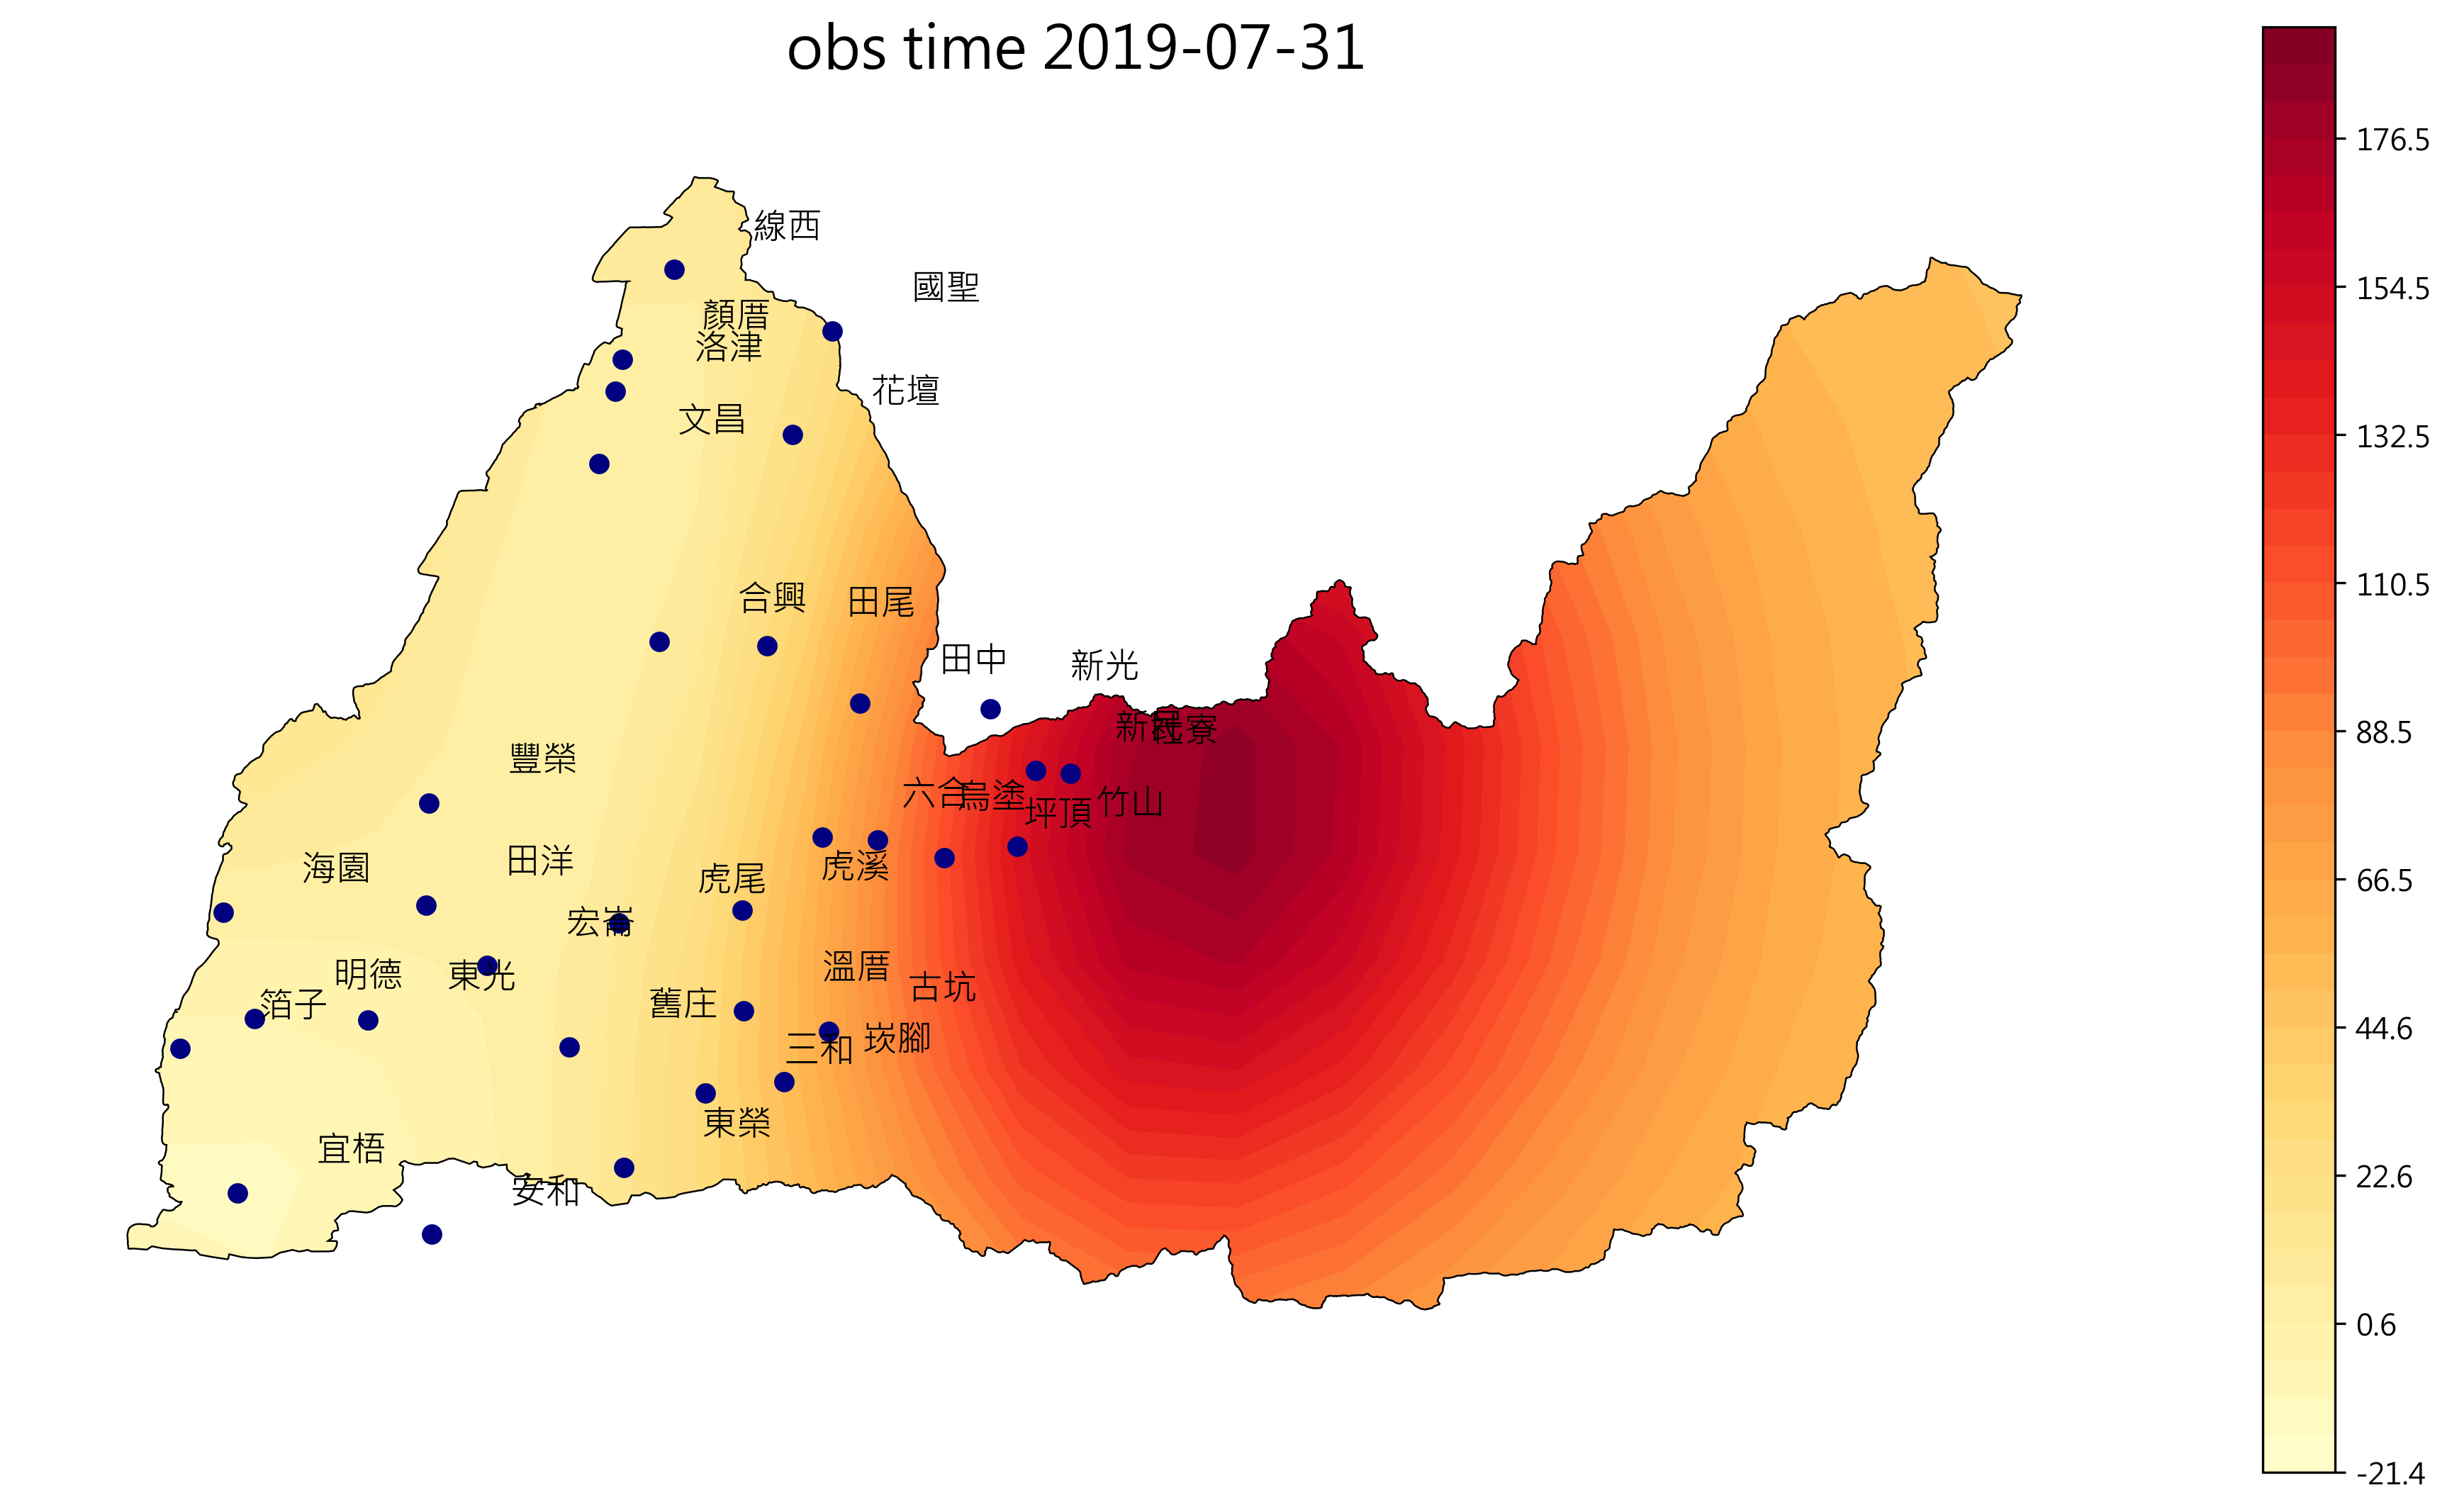 obs time 2019-07-31
線西
國聖
顏厝
洛津
花壇
文昌
合興
田尾
田中
新光
新民
社寮
豐榮
六合
烏塗
坪頂
竹山
海園
田洋
虎尾
虎溪
宏崙
明德
東光
溫厝
古坑
箔子
舊庄
三和
崁腳
東榮
宜梧
安和
176.5
154.5
132.5
110.5
88.5
66.5
44.6
22.6
0.6
-21.4